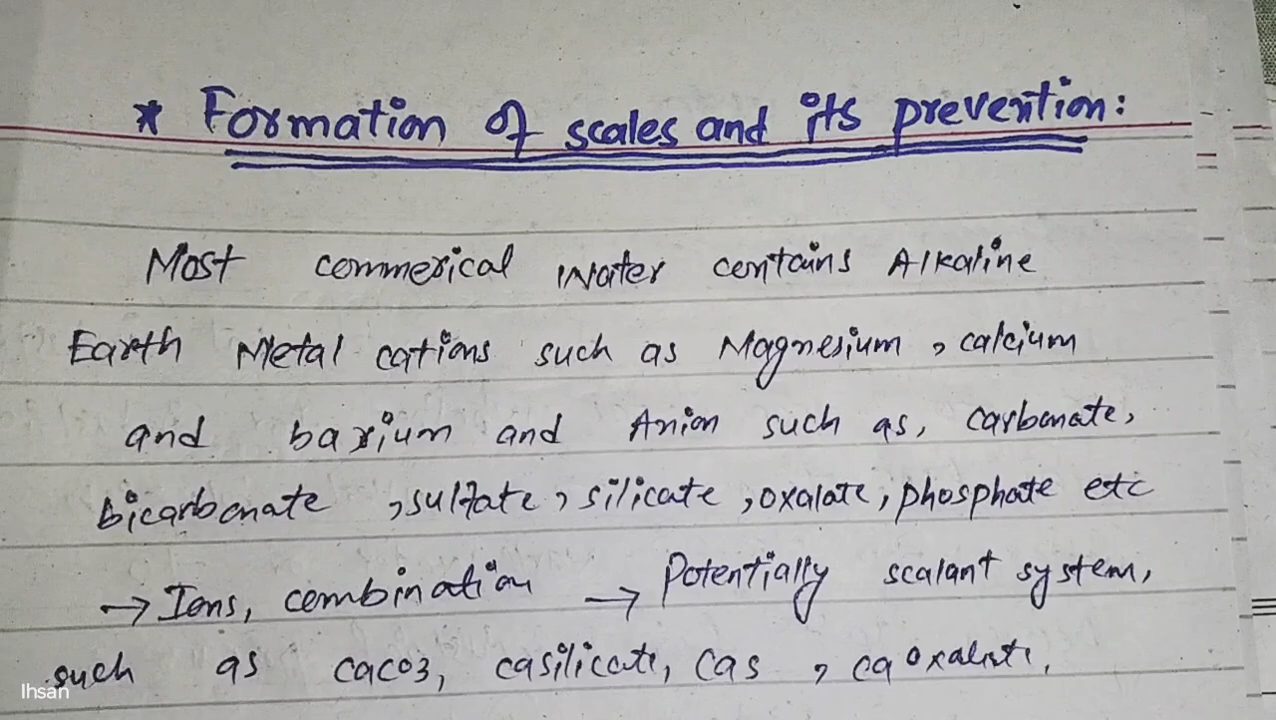 * Formation of scales and its prevention:
Most commerical water contains Alkaline
Earth Metal cations such as Magnesium, calcium
and barium and Anion such as, carbonate,
bicarbonate, sulfate, silicate, oxalate, phosphate etc
→ Ions, combination → Potentially scalant system,
such as caco3, casilicate, cas, ca oxalate,
Ihsan